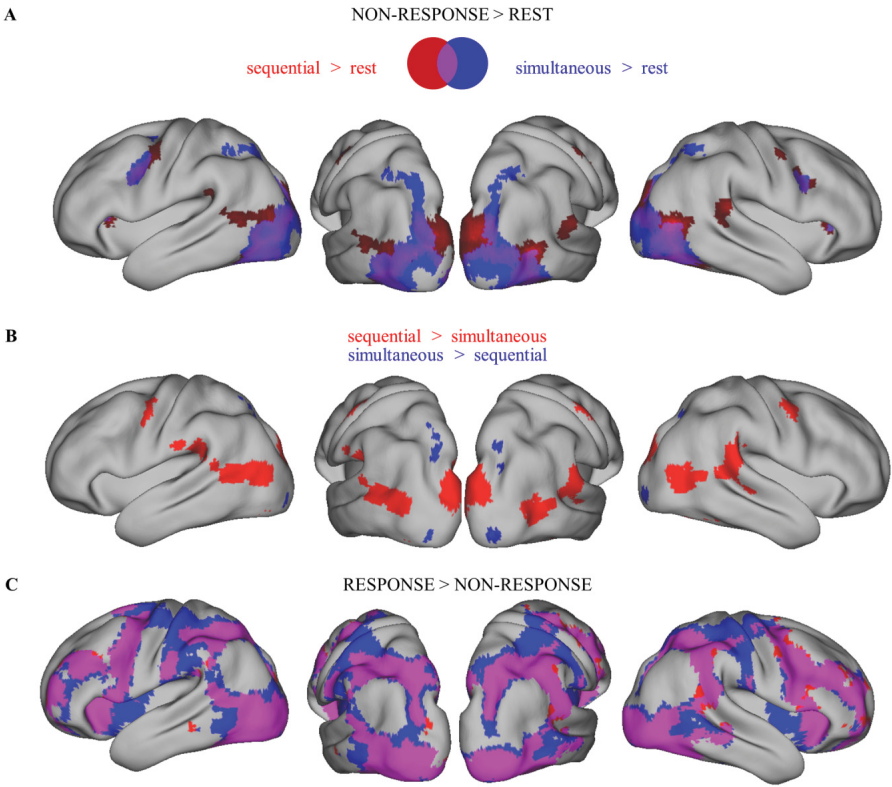 A
NON-RESPONSE > REST
sequential > rest
simultaneous > rest
B
sequential > simultaneous
simultaneous > sequential
C
RESPONSE > NON-RESPONSE